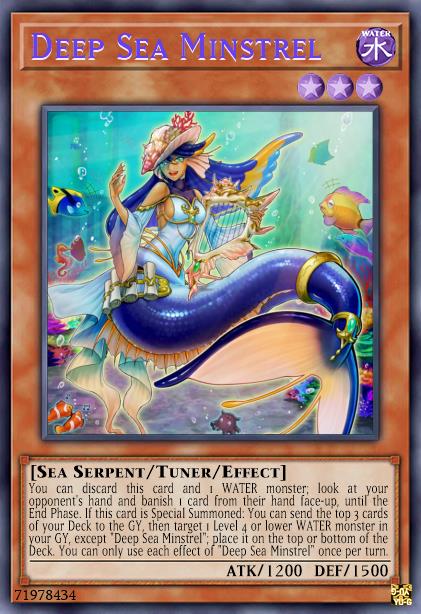 Deep Sea Minstrel
WATER
水
[Sea Serpent/Tuner/Effect]
You can discard this card and 1 WATER monster; look at your
opponent's hand and banish 1 card from their hand face-up, until the
End Phase. If this card is Special Summoned: You can send the top 3 cards
of your Deck to the GY, then target 1 Level 4 or lower WATER monster in
your GY, except "Deep Sea Minstrel"; place it on the top or bottom of
the Deck. You can only use each effect of "Deep Sea Minstrel" once per turn.
ATK/1200 DEF/1500
71978434